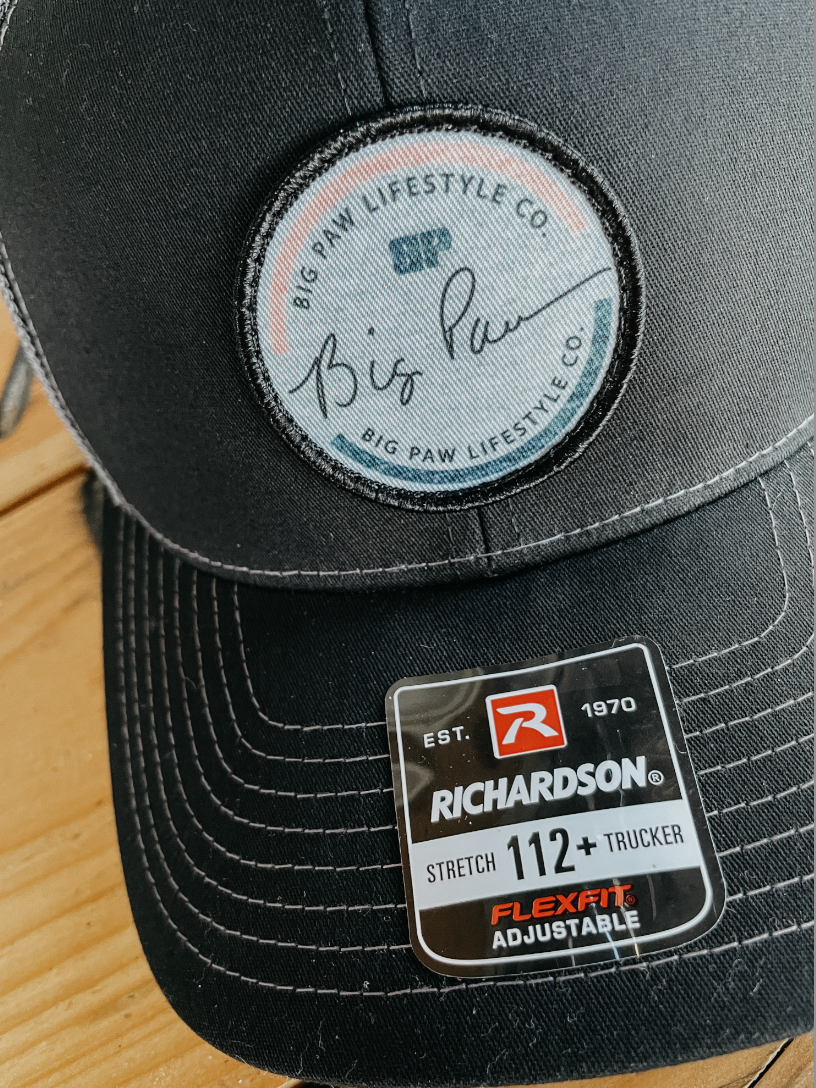 BIG PAW LIFESTYLE CO.
BP
Big Paw
BIG PAW LIFESTYLE CO.
EST. R 1970
RICHARDSON®
STRETCH 112+ TRUCKER
FLEXFIT®
ADJUSTABLE